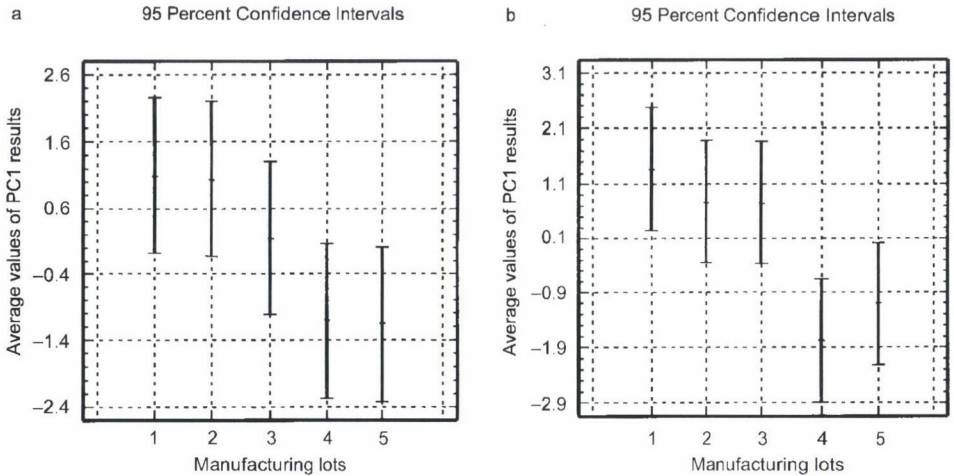 a
95 Percent Confidence Intervals
Average values of PC1 results
2.6
1.6
0.6
–0.4
–1.4
–2.4
1 2 3 4 5
Manufacturing lots
b
95 Percent Confidence Intervals
Average values of PC1 results
3.1
2.1
1.1
0.1
–0.9
–1.9
–2.9
1 2 3 4 5
Manufacturing lots